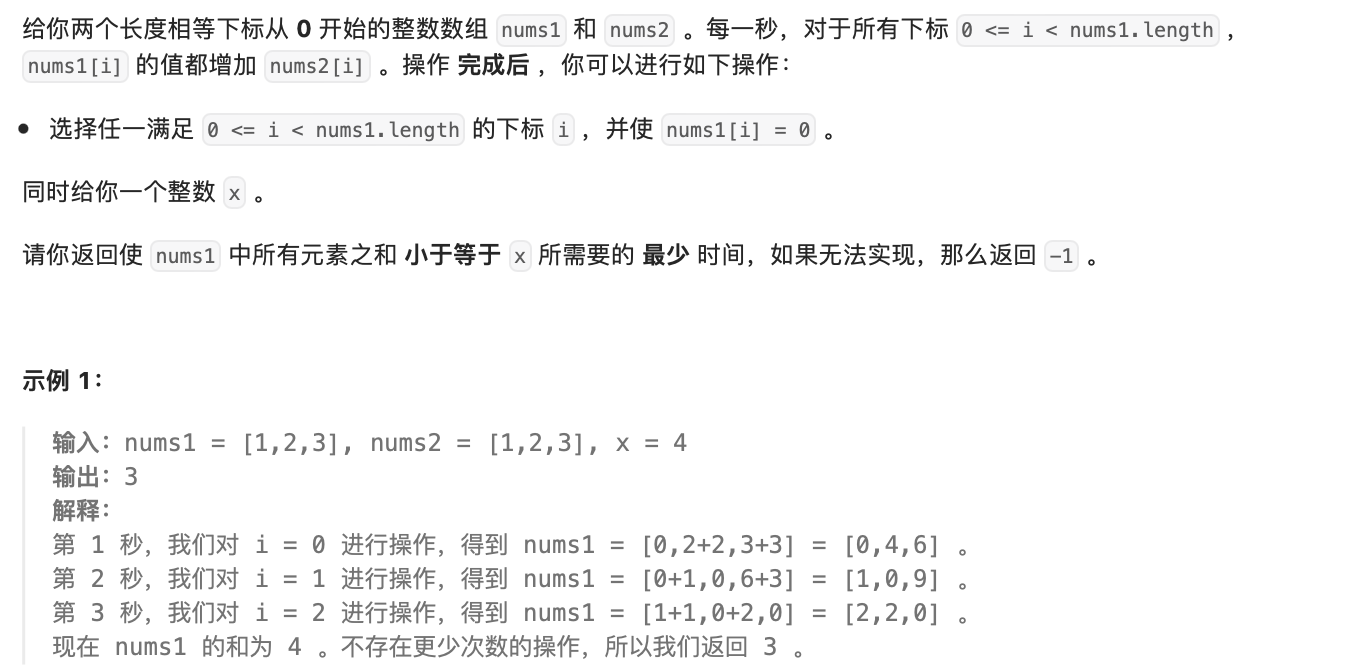 给你两个长度相等下标从 0 开始的整数数组 nums1 和 nums2 。每一秒，对于所有下标 0 <= i < nums1.length ，
nums1[i] 的值都增加 nums2[i] 。操作 完成后 ，你可以进行如下操作：
• 选择任一满足 0 <= i < nums1.length 的下标 i ，并使 nums1[i] = 0 。
同时给你一个整数 x 。
请你返回使 nums1 中所有元素之和 小于等于 x 所需要的 最少 时间，如果无法实现，那么返回 -1 。
示例 1：
输入：nums1 = [1,2,3], nums2 = [1,2,3], x = 4
输出：3
解释：
第 1 秒，我们对 i = 0 进行操作，得到 nums1 = [0,2+2,3+3] = [0,4,6] 。
第 2 秒，我们对 i = 1 进行操作，得到 nums1 = [0+1,0,6+3] = [1,0,9] 。
第 3 秒，我们对 i = 2 进行操作，得到 nums1 = [1+1,0+2,0] = [2,2,0] 。
现在 nums1 的和为 4 。不存在更少次数的操作，所以我们返回 3 。